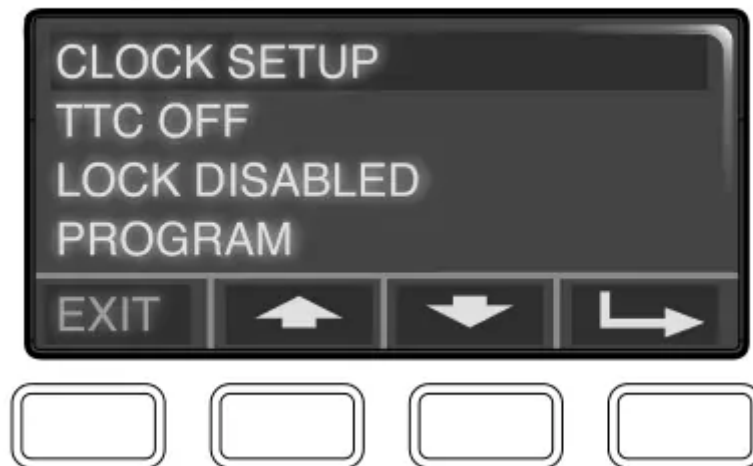 CLOCK SETUP
TTC OFF
LOCK DISABLED
PROGRAM
EXIT